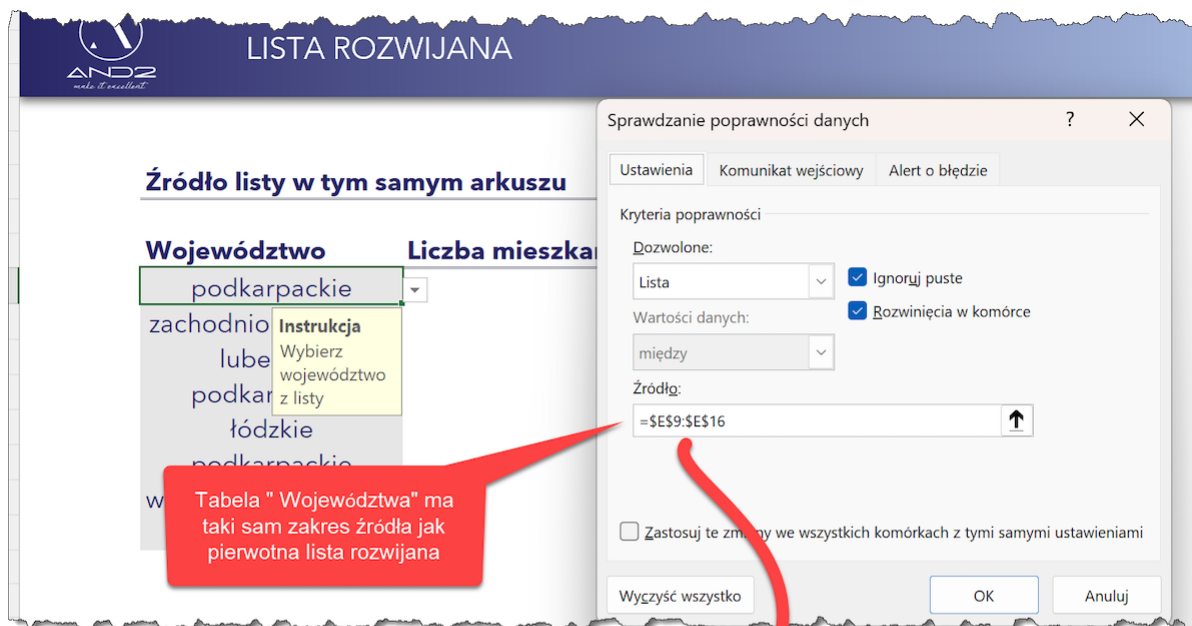 LISTA ROZWIJANA
AND2
make it excellent
Sprawdzanie poprawności danych
?
Ustawienia
Komunikat wejściowy
Alert o błędzie
Źródło listy w tym samym arkuszu
Kryteria poprawności
Województwo
Liczba mieszka
Dozwolone:
Lista
Ignoruj puste
Rozwinięcia w komórce
podkarpackie
zachodnio
Instrukcja
Wybierz
województwo
z listy
Wartości danych:
między
lube
podkar
Źródło:
=$E$9:$E$16
łódzkie
podkarpackie
w
Tabela " Województwa" ma
taki sam zakres źródła jak
pierwotna lista rozwijana
Zastosuj te zmiany we wszystkich komórkach z tymi samymi ustawieniami
Wyczyść wszystko
OK
Anuluj